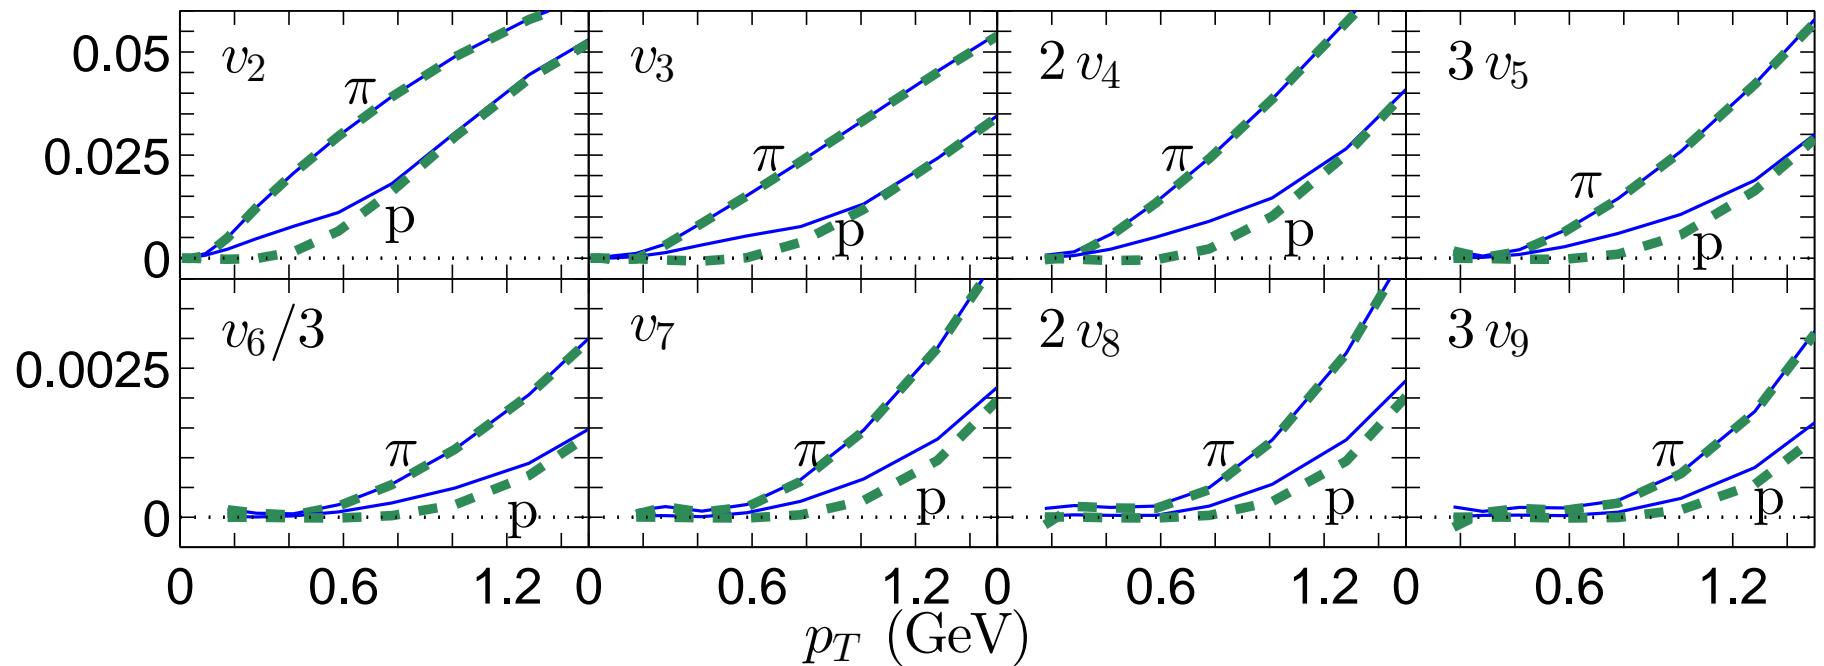 0.05 v₂ v₃ 2 v₄ 3 v₅
π
0.025 π π π
p p p p
0
v₆/3 v₇ 2 v₈ 3 v₉
0.0025
π π π π
0 p p p p
0 0.6 1.2 0 0.6 1.2 0 0.6 1.2 0 0.6 1.2
p_T (GeV)